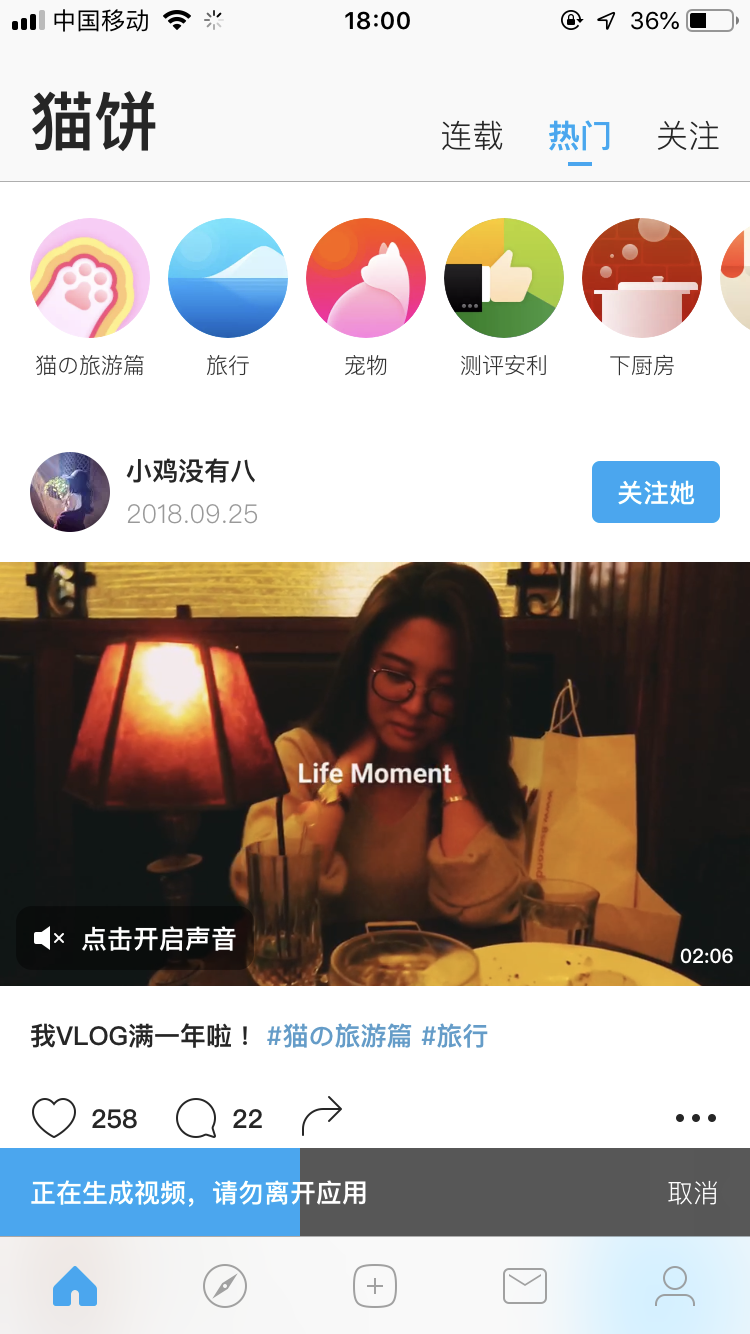 中国移动
18:00
36%
猫饼
连载
热门
关注
猫の旅游篇
旅行
宠物
测评安利
下厨房
小鸡没有八
2018.09.25
关注她
Life Moment
点击开启声音
02:06
我VLOG满一年啦！ #猫の旅游篇 #旅行
258
22
正在生成视频，请勿离开应用
取消